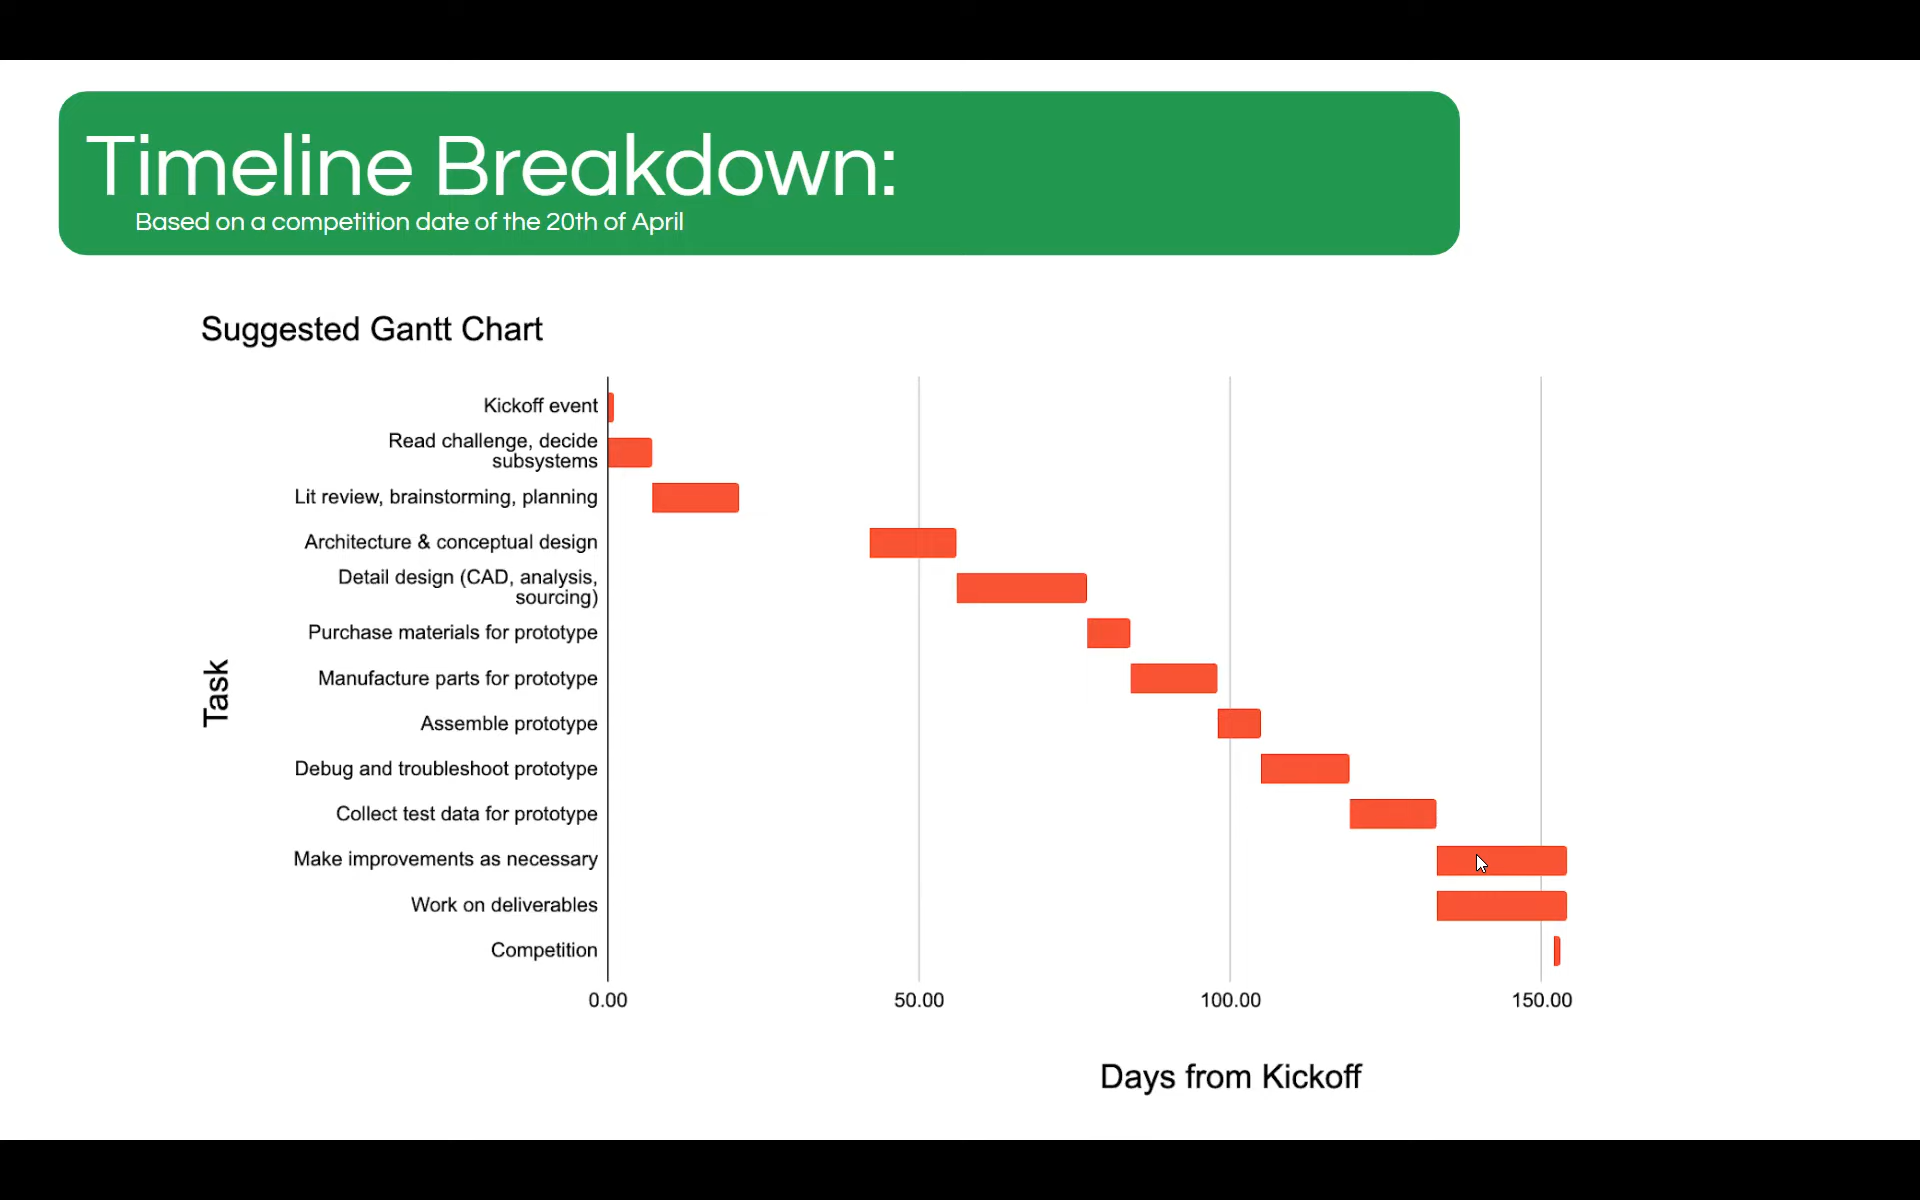 Timeline Breakdown:
Based on a competition date of the 20th of April
Suggested Gantt Chart
Kickoff event
Read challenge, decide
subsystems
Lit review, brainstorming, planning
Architecture & conceptual design
Detail design (CAD, analysis,
sourcing)
Purchase materials for prototype
Manufacture parts for prototype
Assemble prototype
Debug and troubleshoot prototype
Collect test data for prototype
Make improvements as necessary
Work on deliverables
Competition
Task
0.00
50.00
100.00
150.00
Days from Kickoff